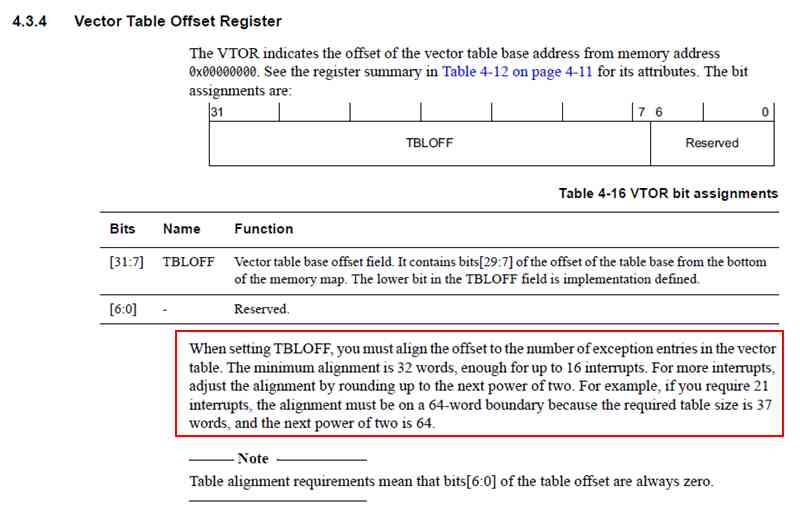 4.3.4 Vector Table Offset Register
The VTOR indicates the offset of the vector table base address from memory address
0x00000000. See the register summary in Table 4-12 on page 4-11 for its attributes. The bit
assignments are:
31 7 6 0
TBLOFF Reserved
Table 4-16 VTOR bit assignments
Bits Name Function
[31:7] TBLOFF Vector table base offset field. It contains bits[29:7] of the offset of the table base from the bottom
of the memory map. The lower bit in the TBLOFF field is implementation defined.
[6:0] - Reserved.
When setting TBLOFF, you must align the offset to the number of exception entries in the vector
table. The minimum alignment is 32 words, enough for up to 16 interrupts. For more interrupts,
adjust the alignment by rounding up to the next power of two. For example, if you require 21
interrupts, the alignment must be on a 64-word boundary because the required table size is 37
words, and the next power of two is 64.
Note
Table alignment requirements mean that bits[6:0] of the table offset are always zero.